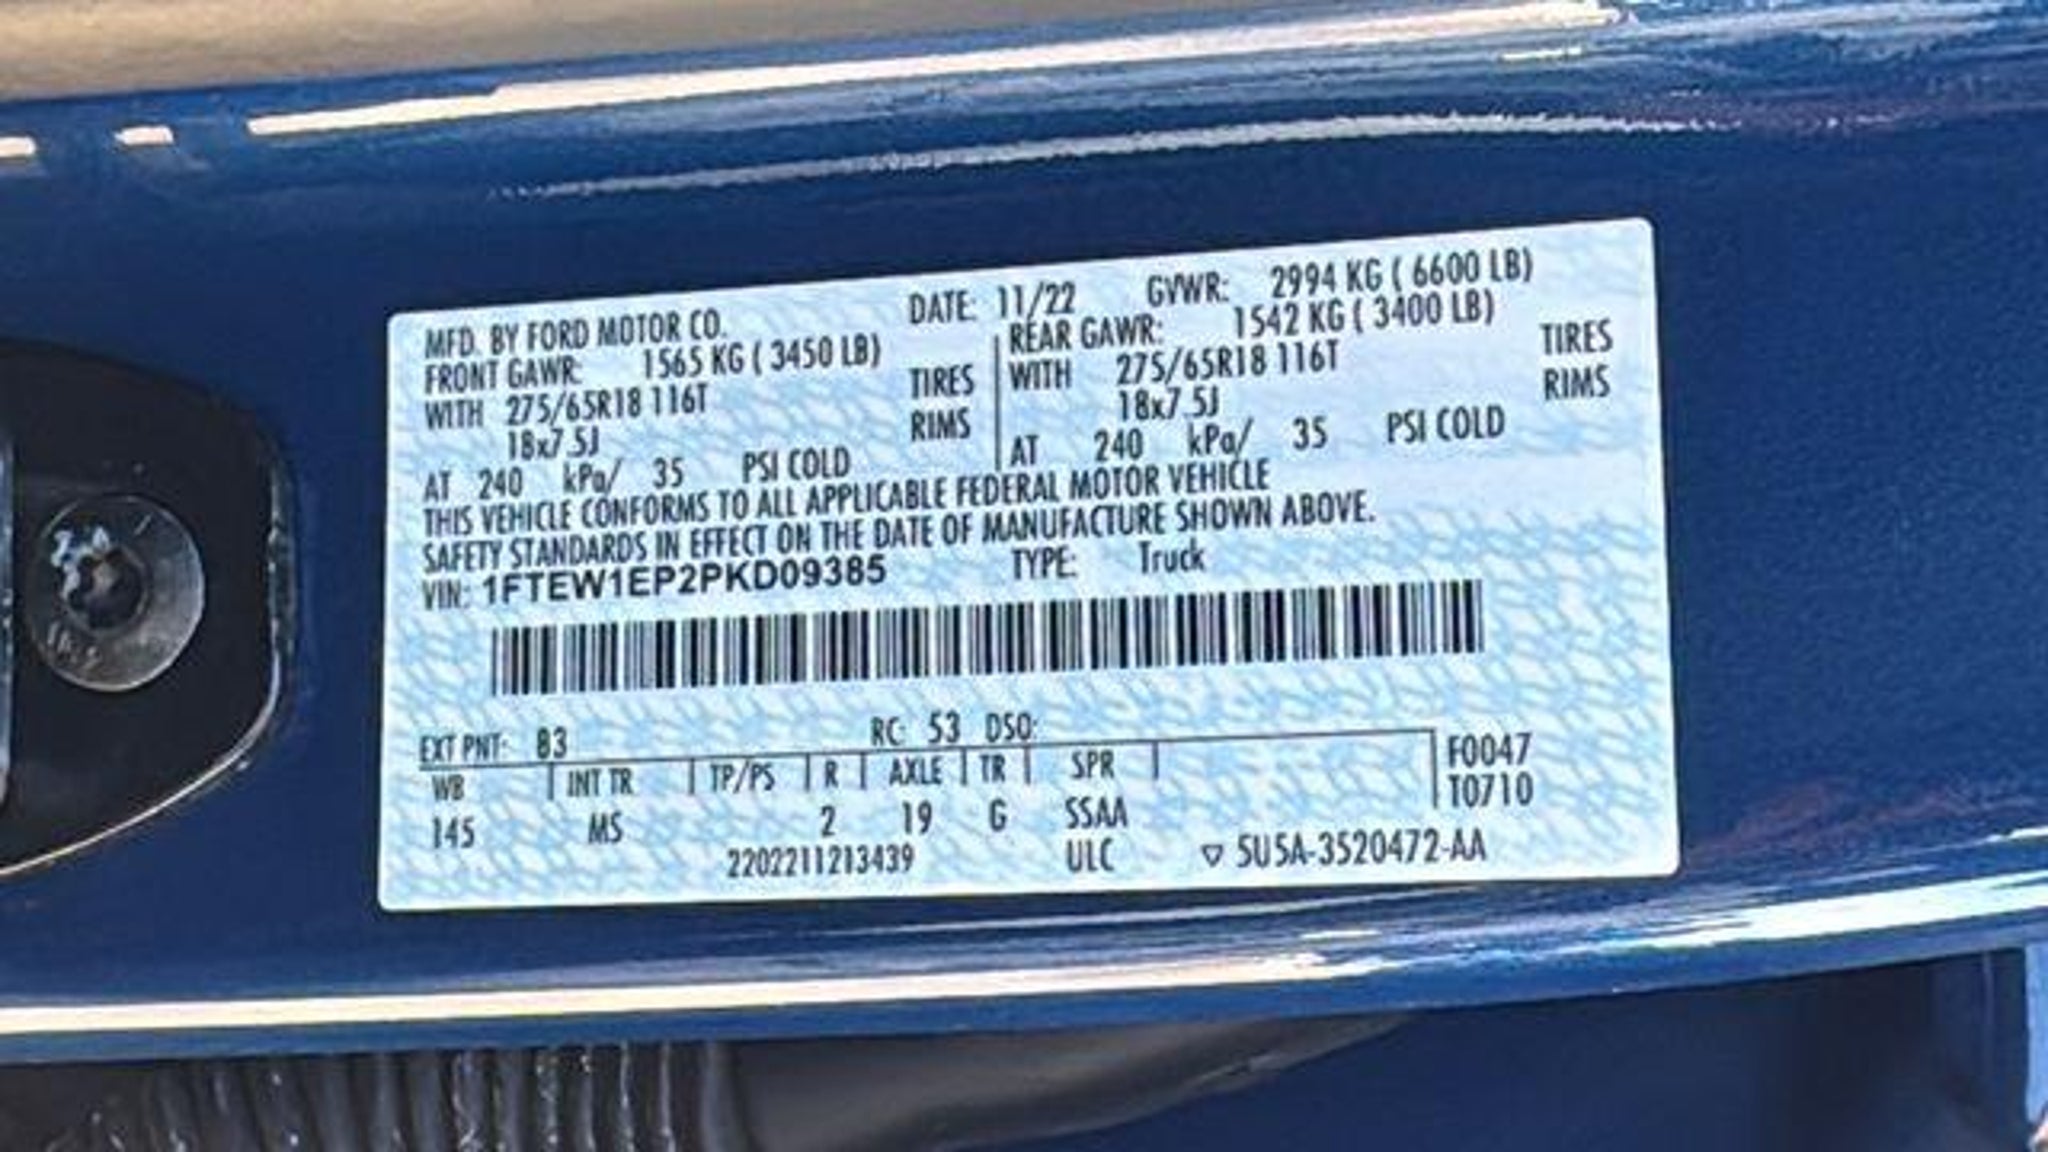 MFD. BY FORD MOTOR CO. DATE: 11/22 GVWR: 2994 KG ( 6600 LB)
FRONT GAWR: 1565 KG ( 3450 LB) REAR GAWR: 1542 KG ( 3400 LB)
WITH 275/65R18 116T TIRES WITH 275/65R18 116T TIRES
18x7.5J RIMS 18x7.5J RIMS
AT 240 kPa/ 35 PSI COLD AT 240 kPa/ 35 PSI COLD
THIS VEHICLE CONFORMS TO ALL APPLICABLE FEDERAL MOTOR VEHICLE
SAFETY STANDARDS IN EFFECT ON THE DATE OF MANUFACTURE SHOWN ABOVE.
VIN: 1FTEW1EP2PKD09385 TYPE: Truck
EXT PNT: B3 RC: 53 DSO:
WB INT TR TP/PS R AXLE TR SPR F0047
145 MS 2 19 G SSAA T0710
2202211213439 ULC ▽ 5U5A-3520472-AA